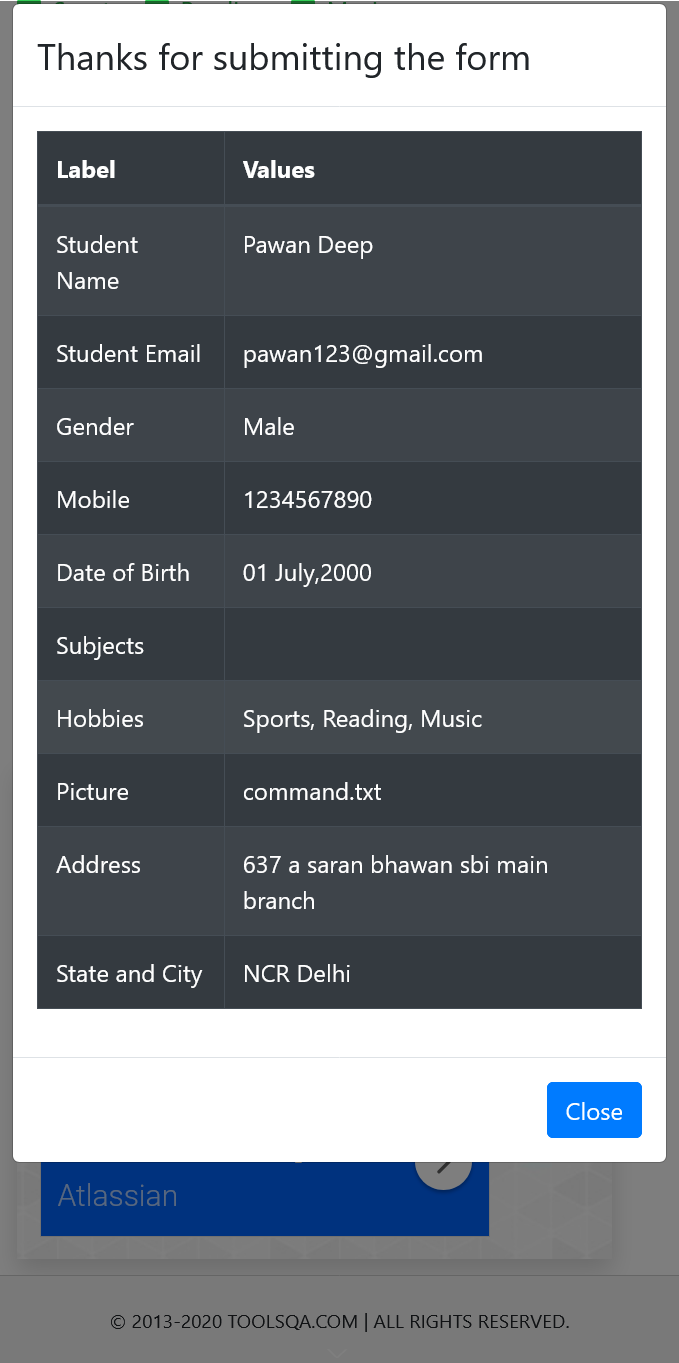 Thanks for submitting the form
Label Values
Student Pawan Deep
Name
Student Email pawan123@gmail.com
Gender Male
Mobile 1234567890
Date of Birth 01 July,2000
Subjects
Hobbies Sports, Reading, Music
Picture command.txt
Address 637 a saran bhawan sbi main
branch
State and City NCR Delhi
Close
Atlassian
© 2013-2020 TOOLSQA.COM | ALL RIGHTS RESERVED.